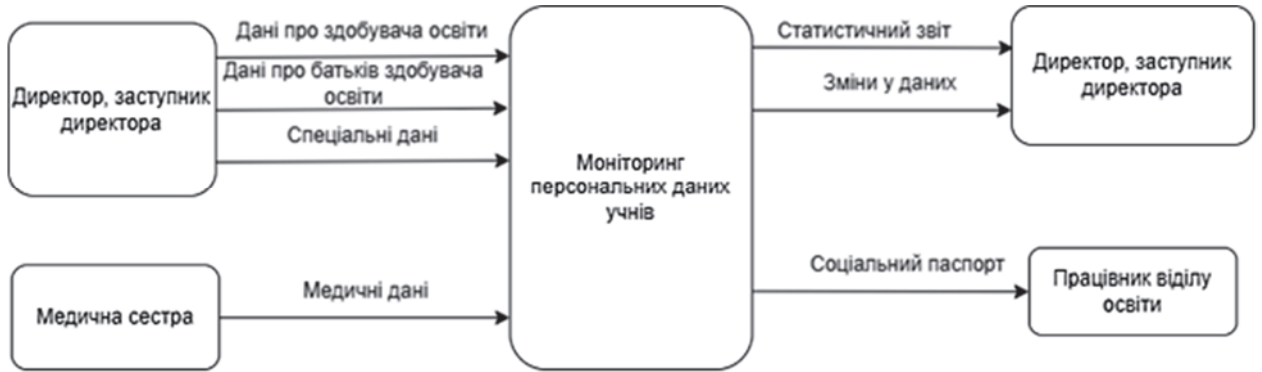 Дані про здобувача освіти
Дані про батьків здобувача
освіти
Спеціальні дані
Директор, заступник
директора
Медична сестра
Медичні дані
Моніторинг
персональних даних
учнів
Статистичний звіт
Зміни у даних
Директор, заступник
директора
Соціальний паспорт
Працівник віділу
освіти